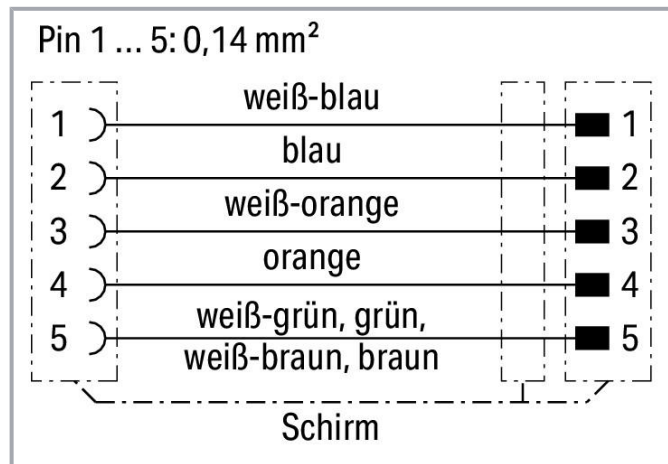 Pin 1 ... 5: 0,14 mm²
weiß-blau
1 1
blau
2 2
weiß-orange
3 3
orange
4 4
weiß-grün, grün,
5 5
weiß-braun, braun
Schirm